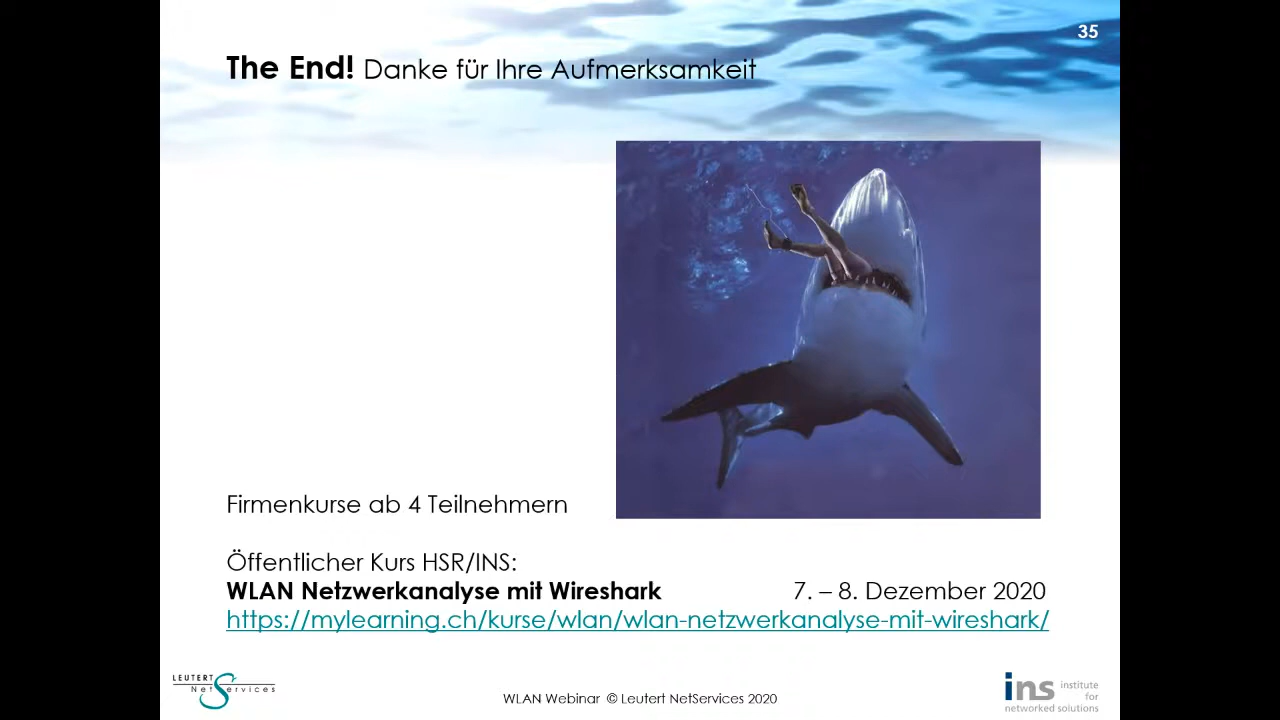 35
The End! Danke für Ihre Aufmerksamkeit
Firmenkurse ab 4 Teilnehmern
Öffentlicher Kurs HSR/INS:
WLAN Netzwerkanalyse mit Wireshark 7. – 8. Dezember 2020
https://mylearning.ch/kurse/wlan/wlan-netzwerkanalyse-mit-wireshark/
LEUTERT
NetServices
WLAN Webinar © Leutert NetServices 2020
ins institute
for
networked solutions